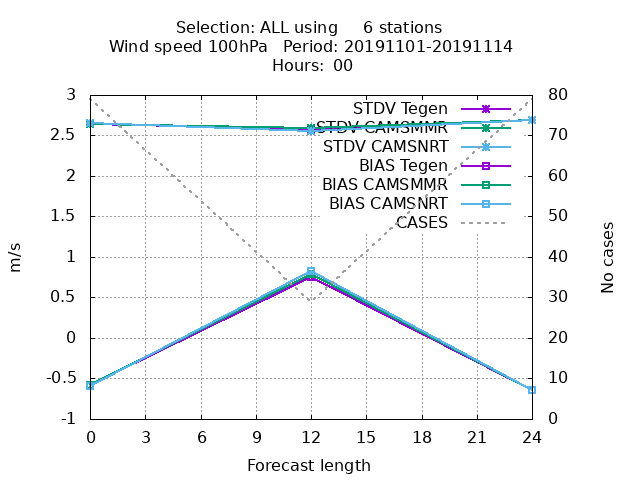 Selection: ALL using     6 stations
Wind speed 100hPa   Period: 20191101-20191114
Hours:  00
3
2.5
2
1.5
1
0.5
0
-0.5
-1
m/s
80
70
60
50
40
30
20
10
0
No cases
STDV Tegen
STDV CAMSMMR
STDV CAMSNRT
BIAS Tegen
BIAS CAMSMMR
BIAS CAMSNRT
CASES
0 3 6 9 12 15 18 21 24
Forecast length